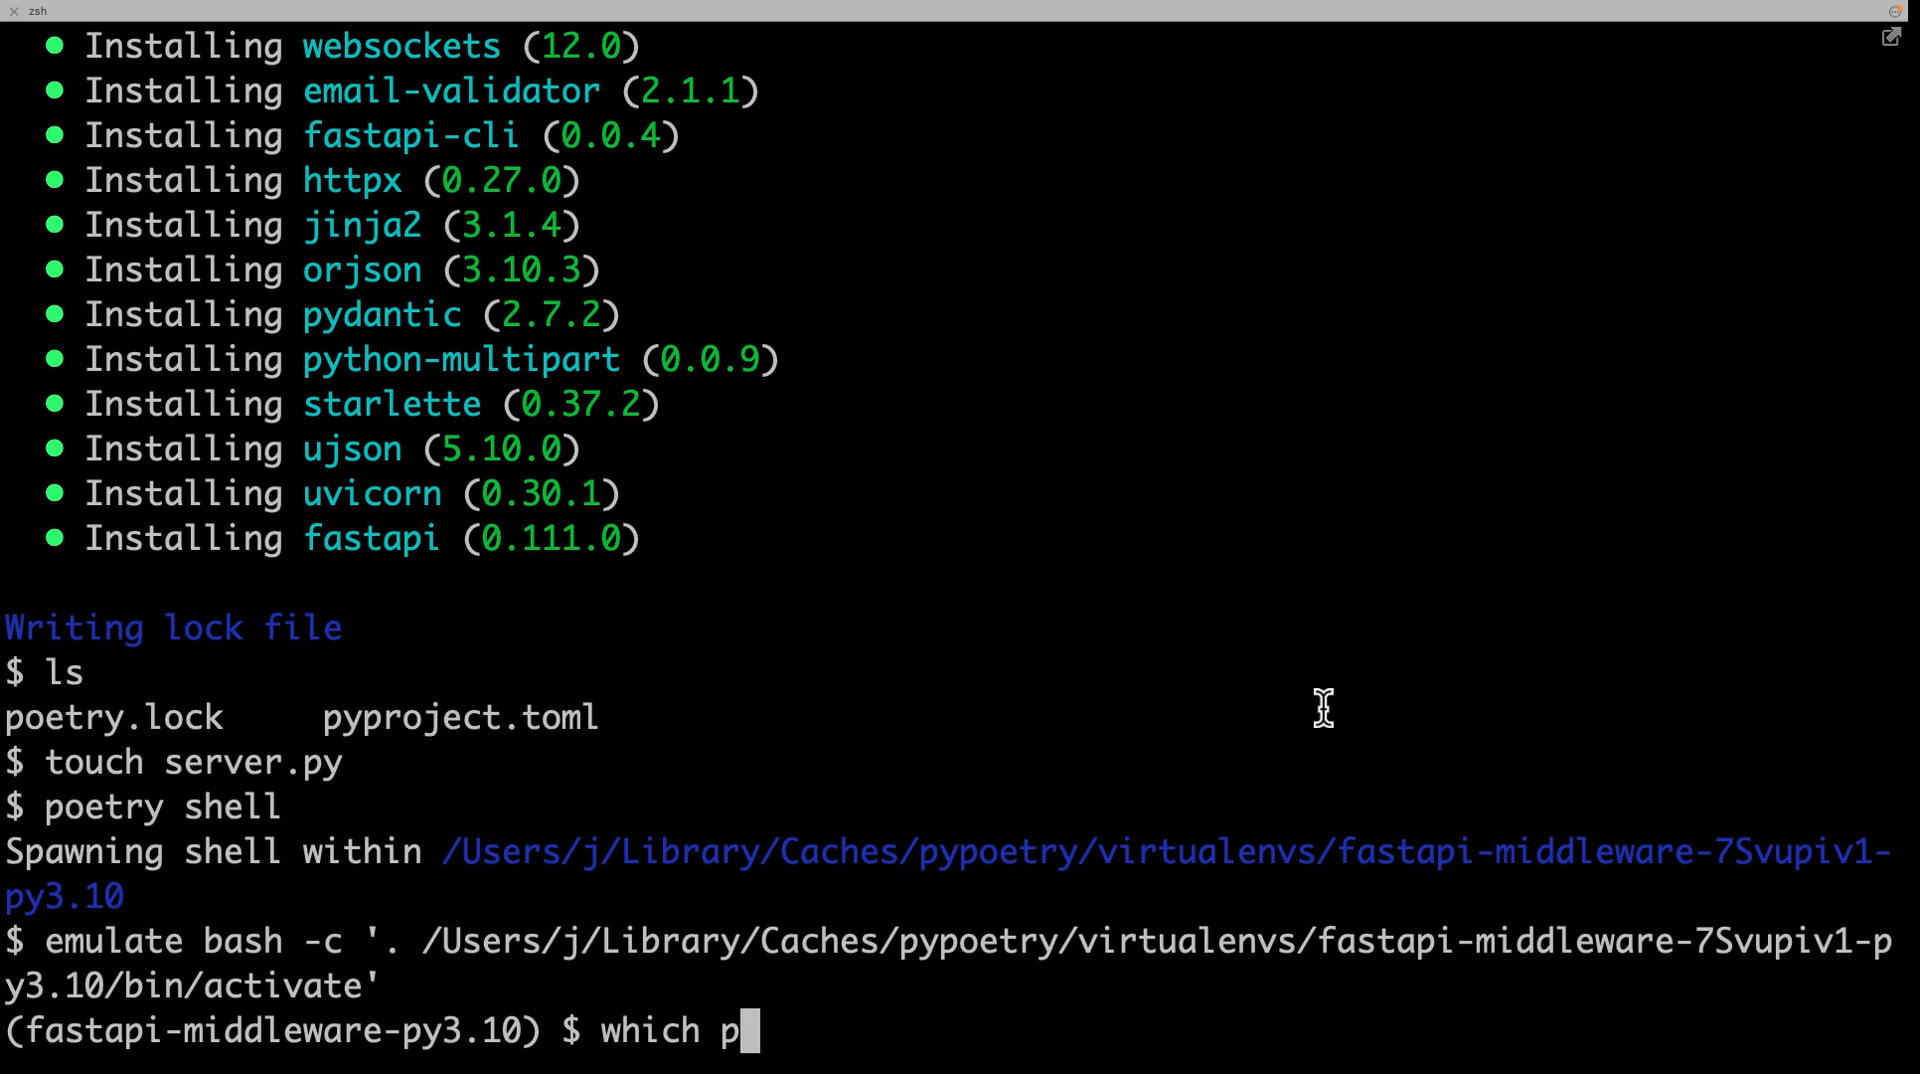 zsh
Installing websockets (12.0)
Installing email-validator (2.1.1)
Installing fastapi-cli (0.0.4)
Installing httpx (0.27.0)
Installing jinja2 (3.1.4)
Installing orjson (3.10.3)
Installing pydantic (2.7.2)
Installing python-multipart (0.0.9)
Installing starlette (0.37.2)
Installing ujson (5.10.0)
Installing uvicorn (0.30.1)
Installing fastapi (0.111.0)
Writing lock file
$ ls
poetry.lock pyproject.toml
$ touch server.py
$ poetry shell
Spawning shell within /Users/j/Library/Caches/pypoetry/virtualenvs/fastapi-middleware-7Svupiv1-
py3.10
$ emulate bash -c '. /Users/j/Library/Caches/pypoetry/virtualenvs/fastapi-middleware-7Svupiv1-p
y3.10/bin/activate'
(fastapi-middleware-py3.10) $ which p